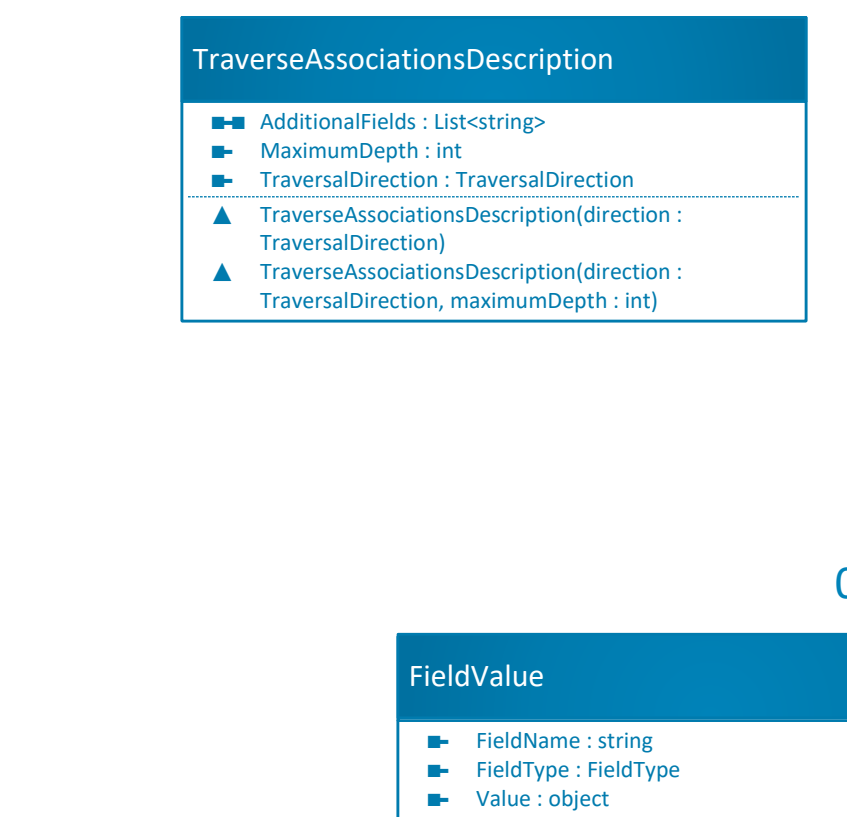 TraverseAssociationsDescription
AdditionalFields : List<string>
MaximumDepth : int
TraversalDirection : TraversalDirection
TraverseAssociationsDescription(direction :
TraversalDirection)
TraverseAssociationsDescription(direction :
TraversalDirection, maximumDepth : int)
FieldValue
FieldName : string
FieldType : FieldType
Value : object